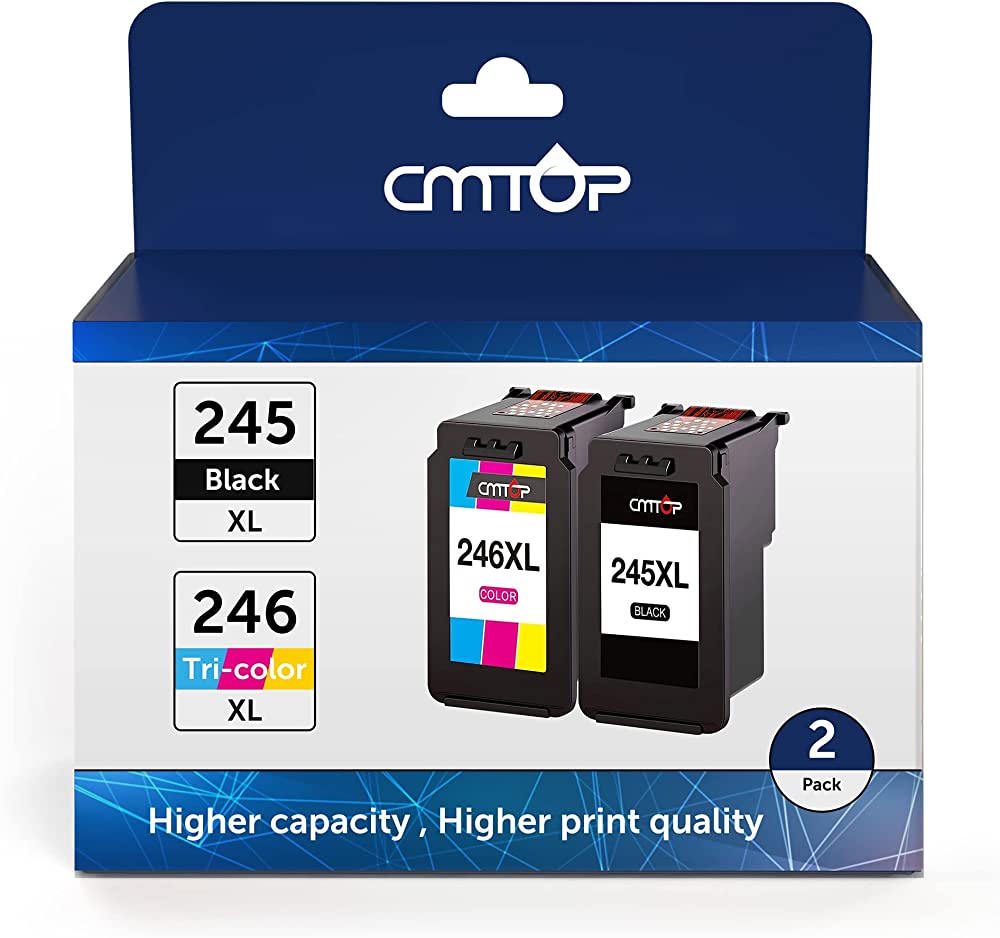 CMTOP
245
Black
XL
246
Tri-color
XL
CMTOP
246XL
COLOR
CMTOP
245XL
BLACK
2
Pack
Higher capacity , Higher print quality